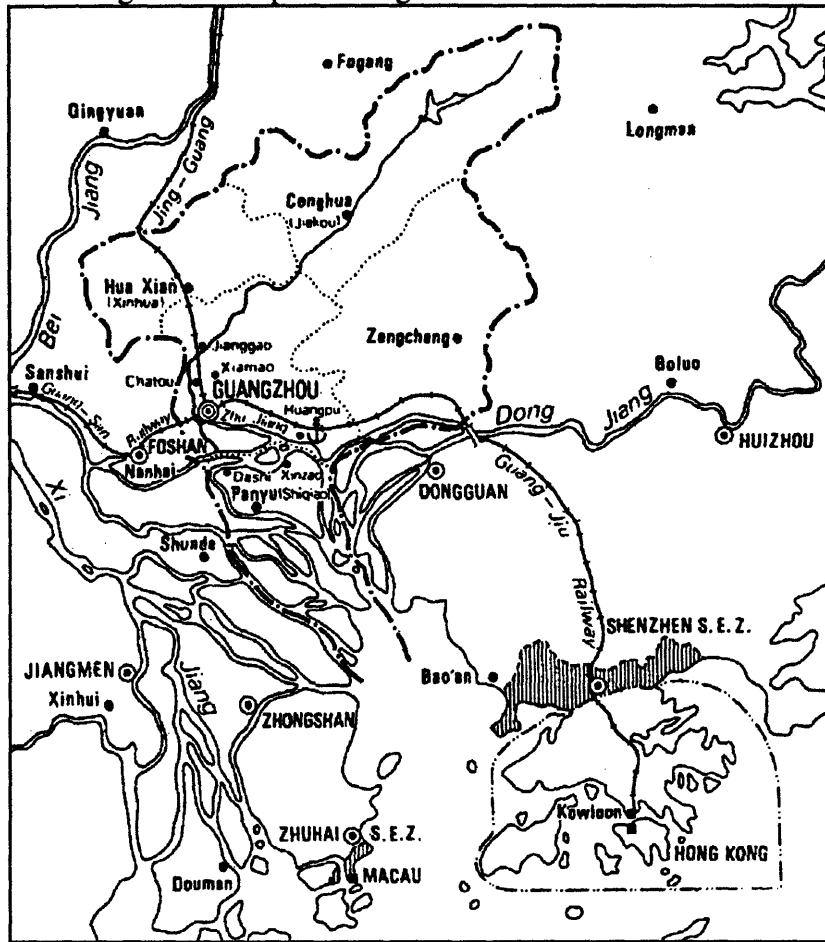 Fogang
Qingyuan
Longmen
Jing-Guang
Jiang
Conghua
(Jiekou)
Hua Xian
(Xinhua)
Bei
Zengcheng
Jianggao
Xiamao
Chatou
Sanshui
Boluo
GUANGZHOU
Railway
Zhu Jiang
Huangpu
Dong Jiang
HUIZHOU
FOSHAN
Nanhai
Dashi
Xinzao
Panyu (Shiqiao)
DONGGUAN
Guang-Jiu
Xi
Shunde
Railway
SHENZHEN S.E.Z.
JIANGMEN
Bao'an
Jiang
Xinhui
ZHONGSHAN
Kowloon
ZHUHAI S.E.Z.
HONG KONG
Douman
MACAU